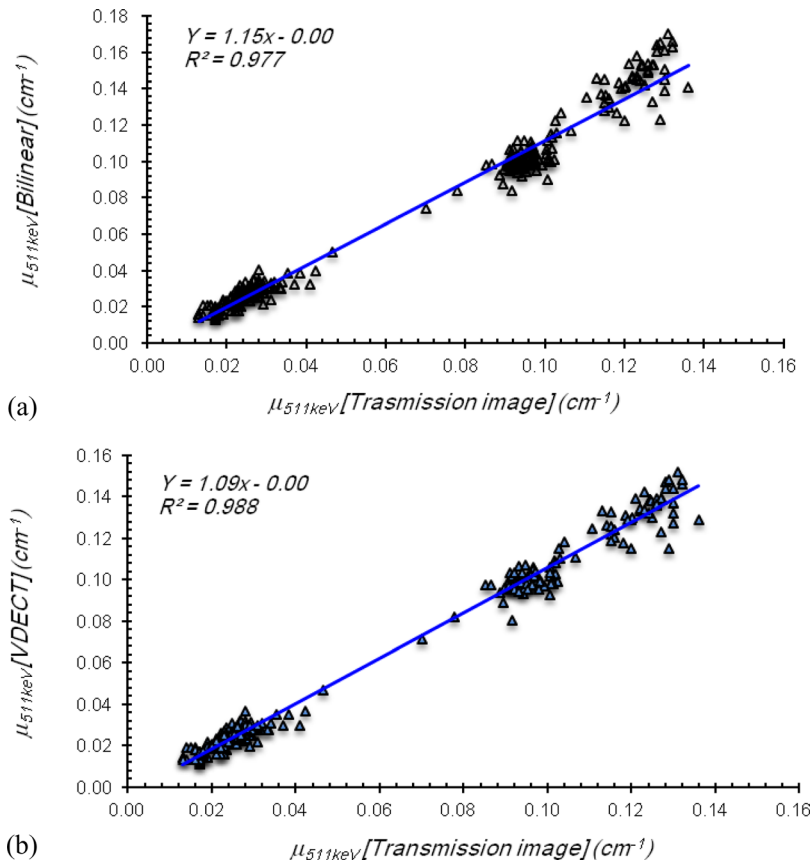 Y = 1.15x - 0.00
R² = 0.977
μ511keV [Bilinear] (cm-1)
0.18
0.16
0.14
0.12
0.10
0.08
0.06
0.04
0.02
0.00
0.00 0.02 0.04 0.06 0.08 0.10 0.12 0.14 0.16
μ511keV [Trasmission image] (cm-1)
(a)
Y = 1.09x - 0.00
R² = 0.988
μ511keV [VDECT] (cm-1)
0.16
0.14
0.12
0.10
0.08
0.06
0.04
0.02
0.00
0.00 0.02 0.04 0.06 0.08 0.10 0.12 0.14 0.16
μ511keV [Transmission image] (cm-1)
(b)